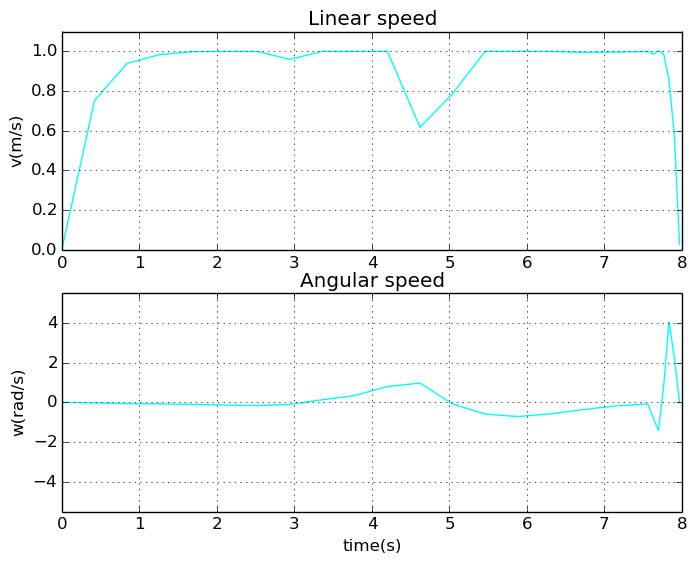 Linear speed
1.0
0.8
0.6
0.4
0.2
0.0
v(m/s)
0 1 2 3 4 5 6 7 8
Angular speed
4
2
0
−2
−4
w(rad/s)
0 1 2 3 4 5 6 7 8
time(s)